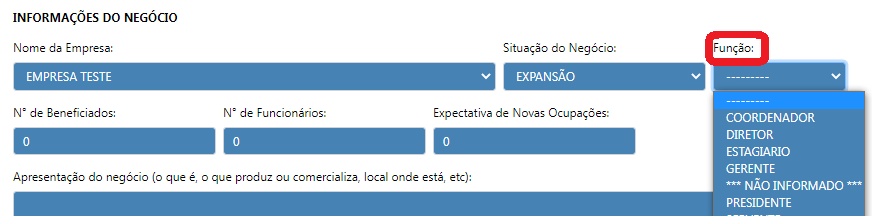 INFORMAÇÕES DO NEGÓCIO
Nome da Empresa: Situação do Negócio: Função:
EMPRESA TESTE EXPANSÃO ---------
---------
N° de Beneficiados: N° de Funcionários: Expectativa de Novas Ocupações:
COORDENADOR
0 0 0
DIRETOR
ESTAGIARIO
GERENTE
Apresentação do negócio (o que é, o que produz ou comercializa, local onde está, etc):
*** NÃO INFORMADO ***
PRESIDENTE